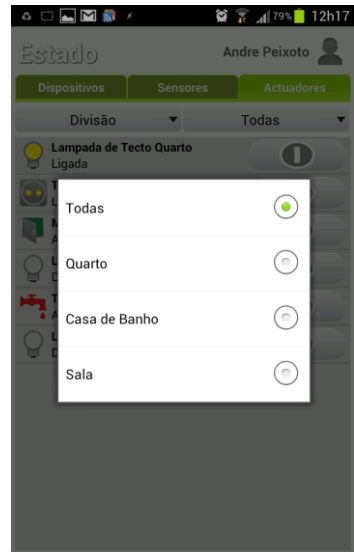 79% 12h17
Estado
Andre Peixoto
Dispositivos Sensores Actuadores
Divisão Todas
Lampada de Tecto Quarto
Ligada
Todas
Quarto
Casa de Banho
Sala